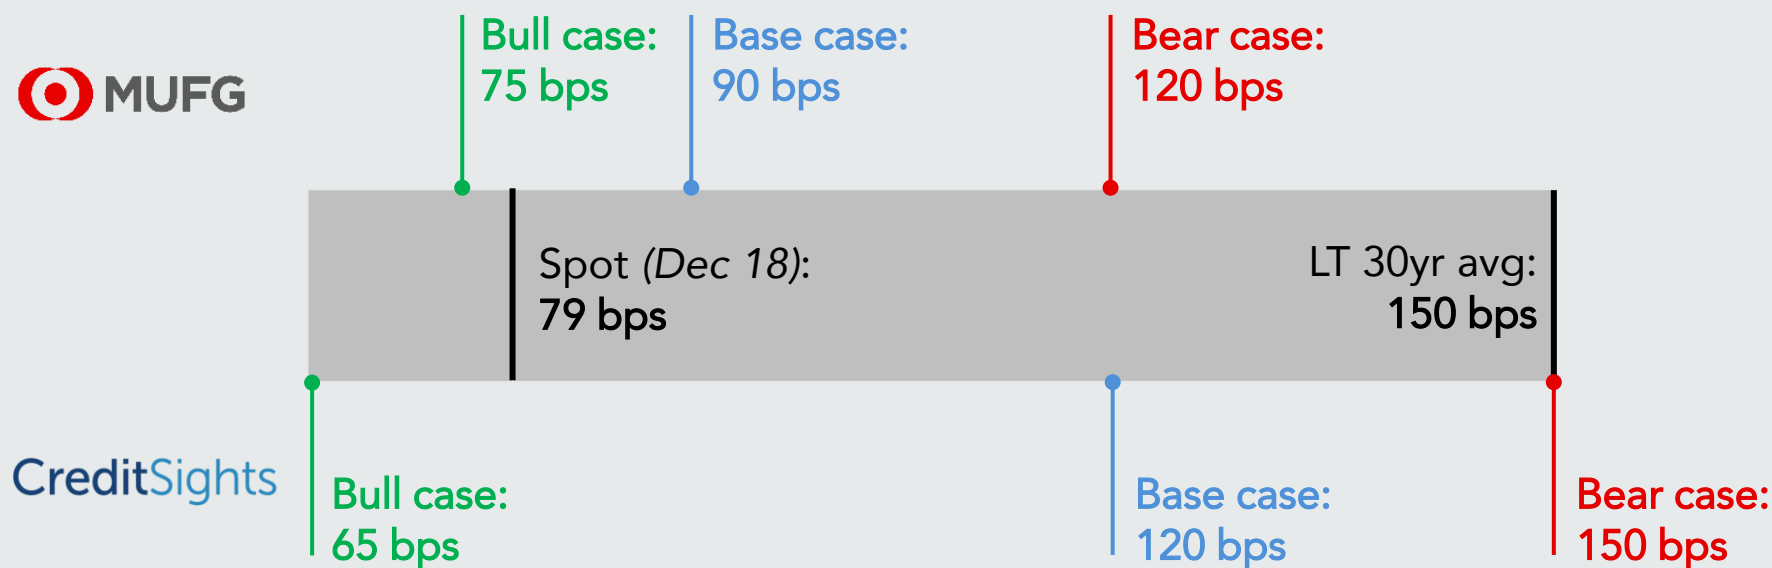 Bull case:
75 bps
Base case:
90 bps
Bear case:
120 bps
MUFG
Spot (Dec 18):
79 bps
LT 30yr avg:
150 bps
CreditSights
Bull case:
65 bps
Base case:
120 bps
Bear case:
150 bps